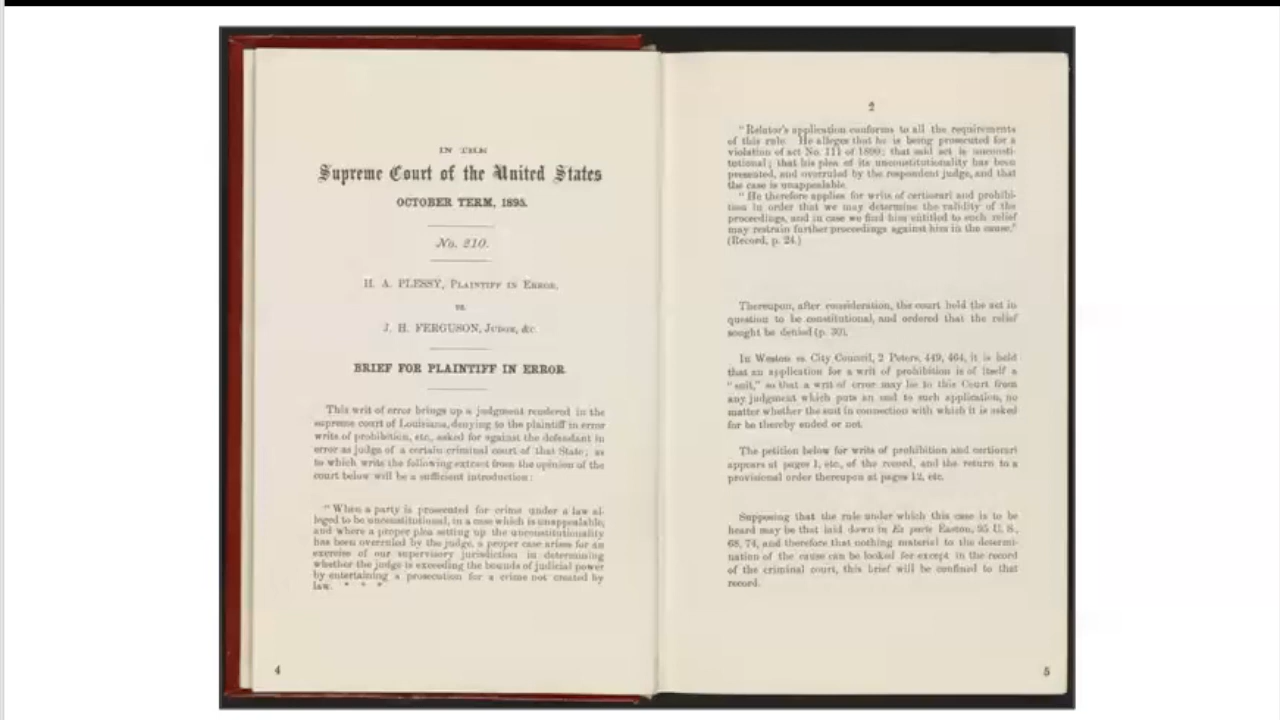 IN THE
Supreme Court of the United States
OCTOBER TERM, 1895.
No. 210.
H. A. PLESSY, PLAINTIFF IN ERROR,
vs.
J. H. FERGUSON, JUDGE, &c.
BRIEF FOR PLAINTIFF IN ERROR.
This writ of error brings up a judgment rendered in the
supreme court of Louisiana, denying to the plaintiff in error
writs of prohibition, etc., asked for against the defendant in
error as judge of a certain criminal court of that State; as
to which writs the following extract from the opinion of the
court below will be a sufficient introduction:
"When a party is prosecuted for crime under a law al-
leged to be unconstitutional, in a case which is unappealable,
and where a proper plea setting up the unconstitutionality
has been overruled by the judge, a proper case arises for an
exercise of our supervisory jurisdiction in determining
whether the judge is exceeding the bounds of judicial power
by entertaining a prosecution for a crime not created by
law. * * *
4
2
"Relator's application conforms to all the requirements
of this rule. He alleges that he is being prosecuted for a
violation of act No. 111 of 1890; that said act is unconsti-
tutional; that his plea of its unconstitutionality has been
presented, and overruled by the respondent judge, and that
the case is unappealable.
"He therefore applies for writs of certiorari and prohibi-
tion in order that we may determine the validity of the
proceedings, and in case we find him entitled to such relief
may restrain further proceedings against him in the cause."
(Record, p. 24.)
Thereupon, after consideration, the court held the act in
question to be constitutional, and ordered that the relief
sought be denied (p. 30).
In Weston vs. City Council, 2 Peters, 449, 464, it is held
that an application for a writ of prohibition is of itself a
"suit," so that a writ of error may lie to this Court from
any judgment which puts an end to such application, no
matter whether the suit in connection with which it is asked
for be thereby ended or not.
The petition below for writs of prohibition and certiorari
appears at pages 1, etc., of the record, and the return to a
provisional order thereupon at pages 12, etc.
Supposing that the rule under which this case is to be
heard may be that laid down in Ex parte Easton, 95 U. S.,
68, 74, and therefore that nothing material to the determi-
nation of the cause can be looked for except in the record
of the criminal court, this brief will be confined to that
record.
5